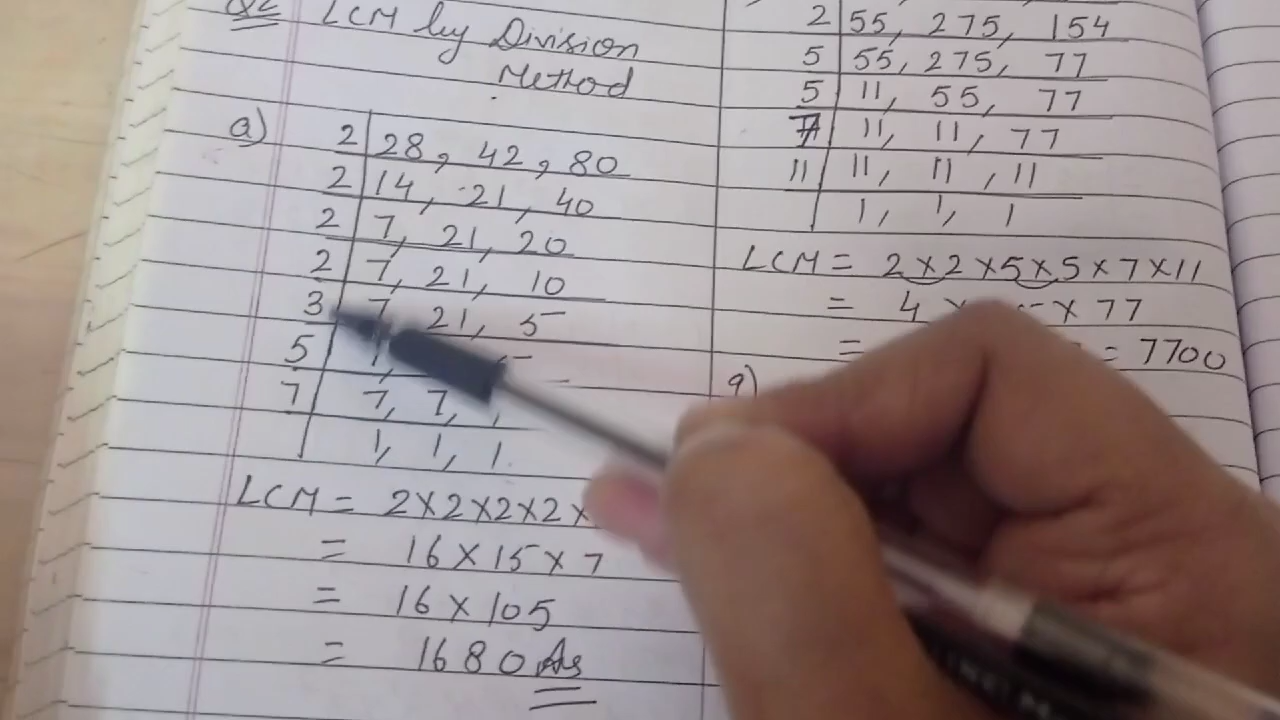 Q2 LCM by Division
Method
a) 2 28, 42, 80
2 14, 21, 40
2 7, 21, 20
2 7, 21, 10
3 7, 21, 5
5
7 7, 7,
1, 1, 1
LCM = 2×2×2×2×
= 16×15×7
= 16×105
= 1680 As
2 55, 275, 154
5 55, 275, 77
5 11, 55, 77
7 11, 11, 77
11 11, 11, 11
1, 1, 1
LCM = 2×2×5×5×7×11
= 4 × × 77
= = 7700
9)